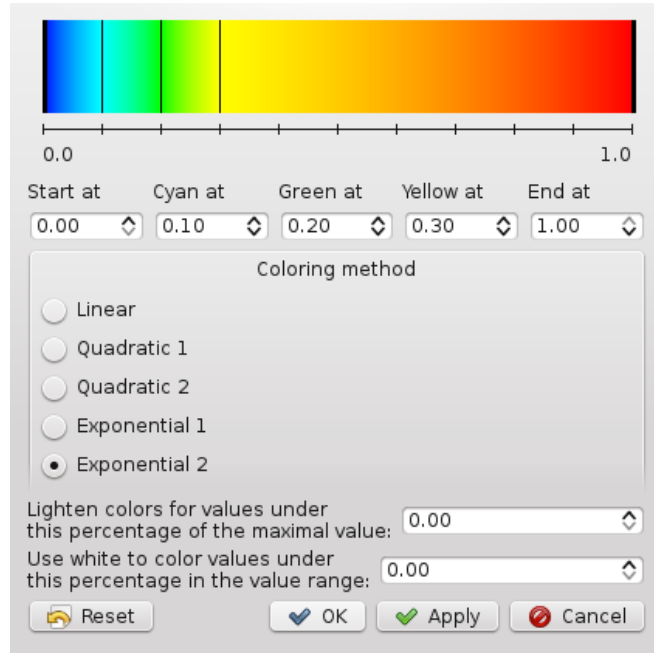 0.0 1.0
Start at Cyan at Green at Yellow at End at
0.00 0.10 0.20 0.30 1.00
Coloring method
Linear
Quadratic 1
Quadratic 2
Exponential 1
Exponential 2
Lighten colors for values under
this percentage of the maximal value: 0.00
Use white to color values under
this percentage in the value range: 0.00
Reset OK Apply Cancel